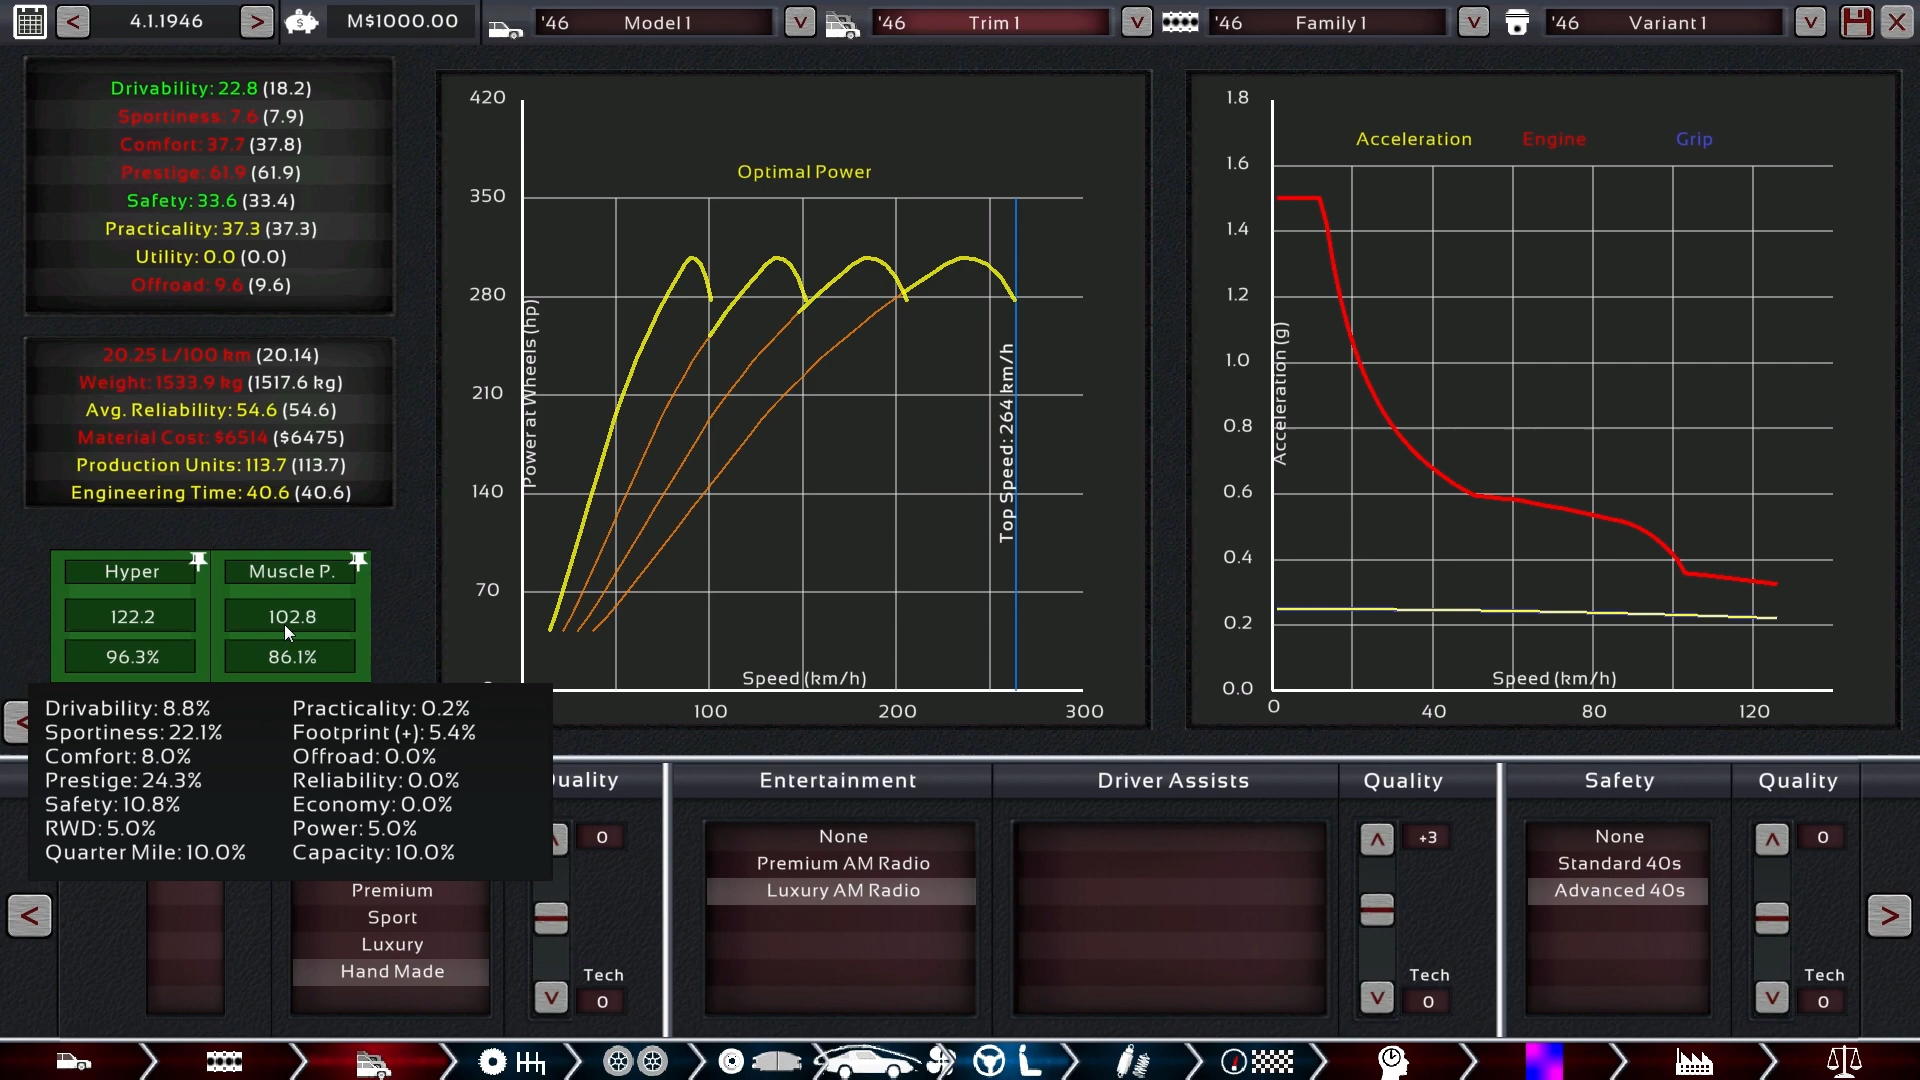 4.1.1946
M$1000.00
'46 Model 1
'46 Trim 1
'46 Family 1
'46 Variant 1
Drivability: 22.8 (18.2)
Sportiness: 7.6 (7.9)
Comfort: 37.7 (37.8)
Prestige: 61.9 (61.9)
Safety: 33.6 (33.4)
Practicality: 37.3 (37.3)
Utility: 0.0 (0.0)
Offroad: 9.6 (9.6)
20.25 L/100 km (20.14)
Weight: 1533.9 kg (1517.6 kg)
Avg. Reliability: 54.6 (54.6)
Material Cost: $6514 ($6475)
Production Units: 113.7 (113.7)
Engineering Time: 40.6 (40.6)
Hyper
122.2
96.3%
Muscle P.
102.8
86.1%
Drivability: 8.8%
Sportiness: 22.1%
Comfort: 8.0%
Prestige: 24.3%
Safety: 10.8%
RWD: 5.0%
Quarter Mile: 10.0%
Practicality: 0.2%
Footprint (+): 5.4%
Offroad: 0.0%
Reliability: 0.0%
Economy: 0.0%
Power: 5.0%
Capacity: 10.0%
420
350
280
210
140
70
Power at Wheels (hp)
Optimal Power
Top Speed: 264 km/h
Speed (km/h)
100
200
300
1.8
1.6
1.4
1.2
1.0
0.8
0.6
0.4
0.2
0.0
Acceleration (g)
Acceleration
Engine
Grip
Speed (km/h)
0
40
80
120
Premium
Sport
Luxury
Hand Made
Quality
0
Tech
0
Entertainment
None
Premium AM Radio
Luxury AM Radio
Driver Assists
Quality
+3
Tech
0
Safety
None
Standard 40s
Advanced 40s
Quality
0
Tech
0